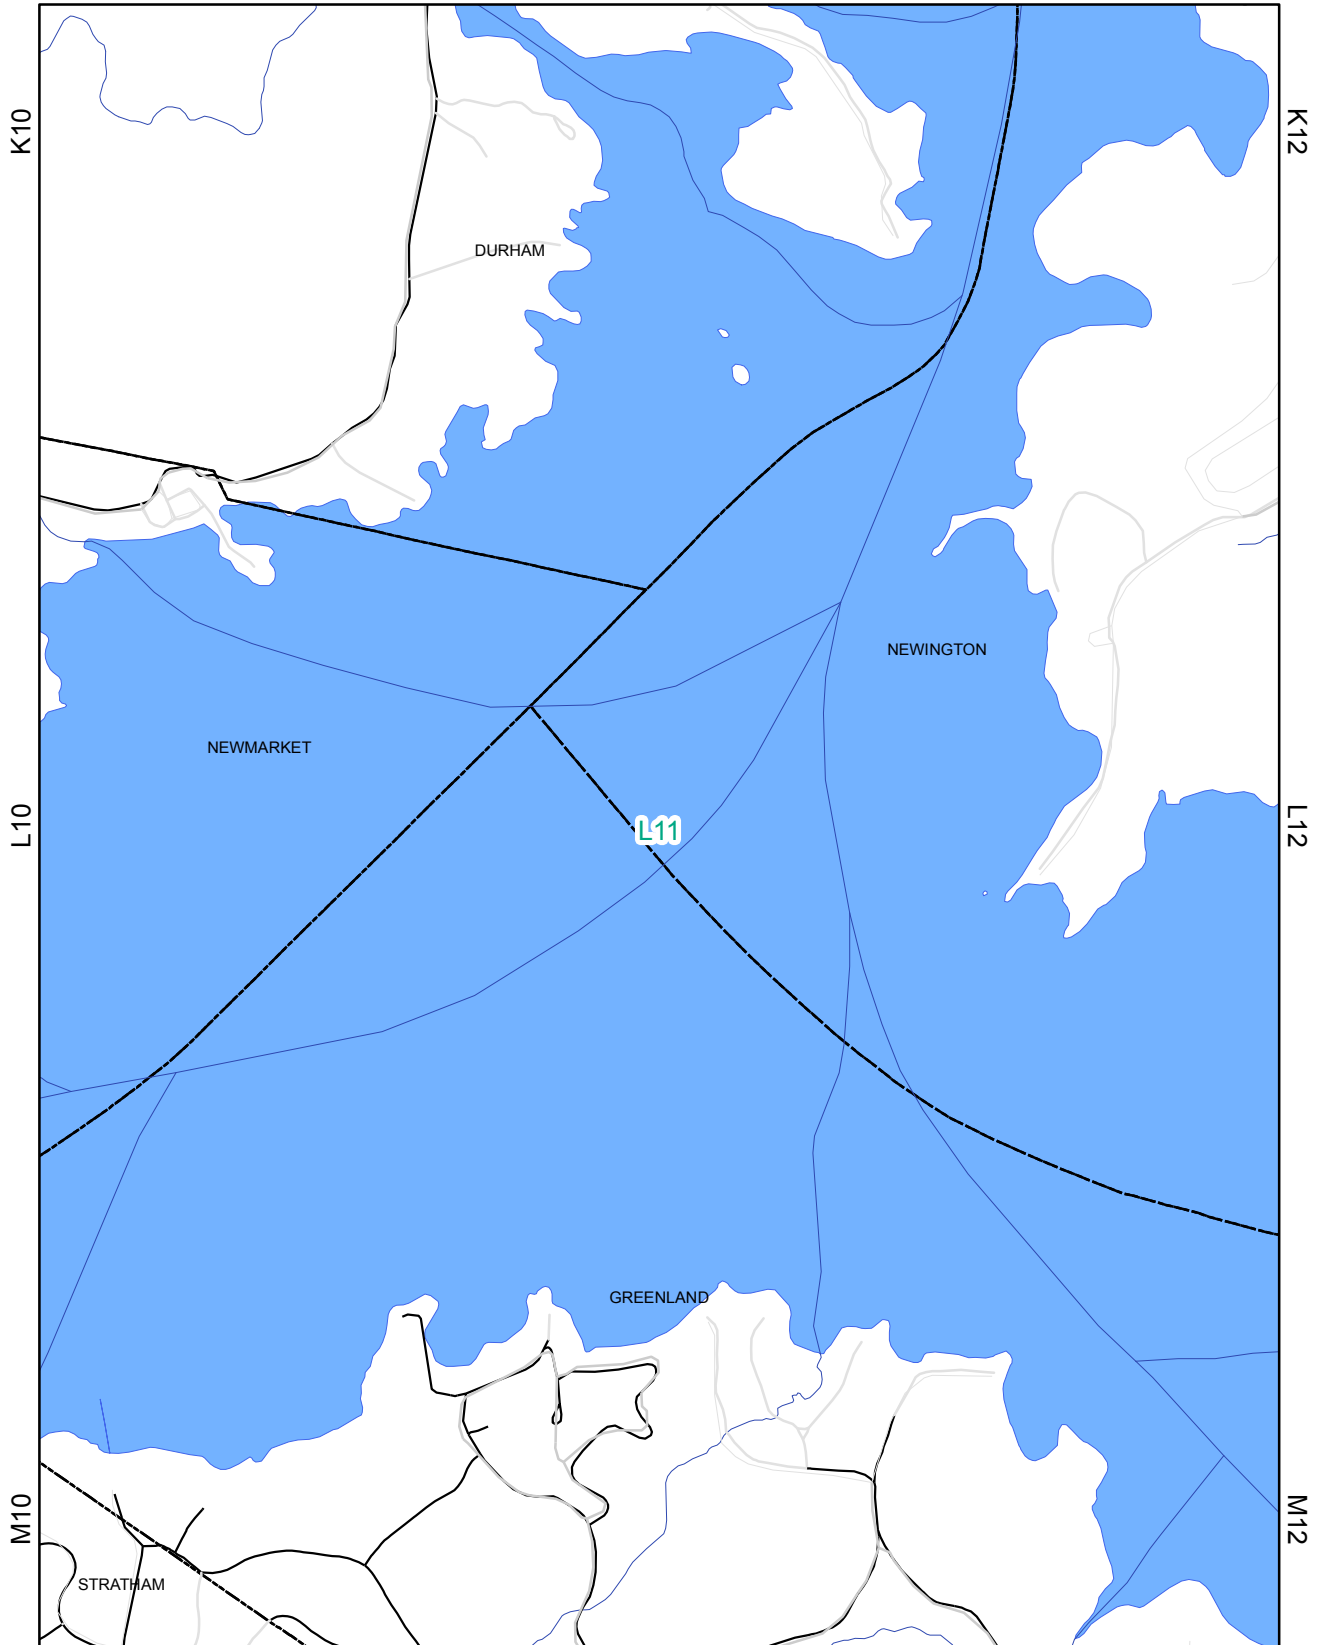 K10
K12
DURHAM
NEWINGTON
NEWMARKET
L10
L11
L12
GREENLAND
M10
M12
STRATHAM